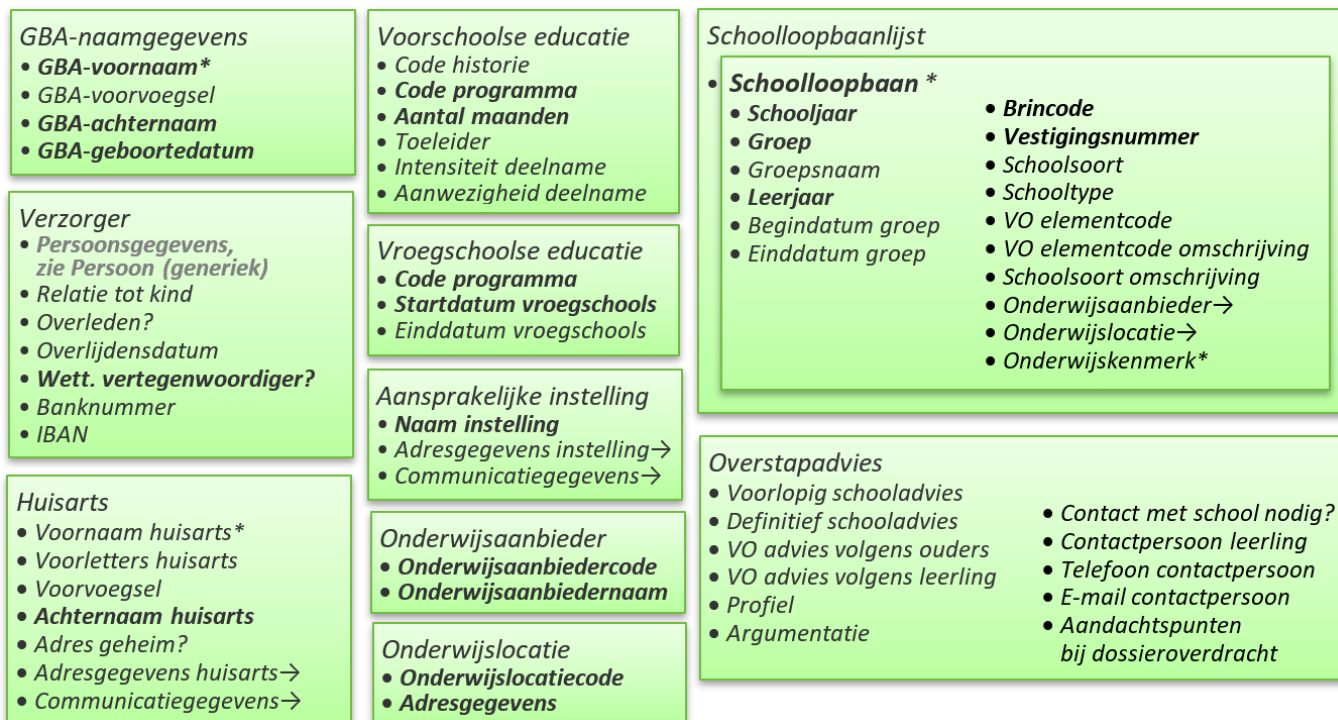 GBA-naamgegevens
• GBA-voornaam*
• GBA-voorvoegsel
• GBA-achternaam
• GBA-geboortedatum
Verzorger
• Persoonsgegevens,
zie Persoon (generiek)
• Relatie tot kind
• Overleden?
• Overlijdensdatum
• Wett. vertegenwoordiger?
• Banknummer
• IBAN
Huisarts
• Voornaam huisarts*
• Voorletters huisarts
• Voorvoegsel
• Achternaam huisarts
• Adres geheim?
• Adresgegevens huisarts→
• Communicatiegegevens→
Voorschoolse educatie
• Code historie
• Code programma
• Aantal maanden
• Toeleider
• Intensiteit deelname
• Aanwezigheid deelname
Vroegschoolse educatie
• Code programma
• Startdatum vroegschools
• Einddatum vroegschools
Aansprakelijke instelling
• Naam instelling
• Adresgegevens instelling→
• Communicatiegegevens→
Onderwijsaanbieder
• Onderwijsaanbiedercode
• Onderwijsaanbiedernaam
Onderwijslocatie
• Onderwijslocatiecode
• Adresgegevens
Schoolloopbaanlijst
• Schoolloopbaan *
• Schooljaar
• Groep
• Groepsnaam
• Leerjaar
• Begindatum groep
• Einddatum groep
• Brincode
• Vestigingsnummer
• Schoolsoort
• Schooltype
• VO elementcode
• VO elementcode omschrijving
• Schoolsoort omschrijving
• Onderwijsaanbieder→
• Onderwijslocatie→
• Onderwijskenmerk*
Overstapadvies
• Voorlopig schooladvies
• Definitief schooladvies
• VO advies volgens ouders
• VO advies volgens leerling
• Profiel
• Argumentatie
• Contact met school nodig?
• Contactpersoon leerling
• Telefoon contactpersoon
• E-mail contactpersoon
• Aandachtspunten
bij dossieroverdracht